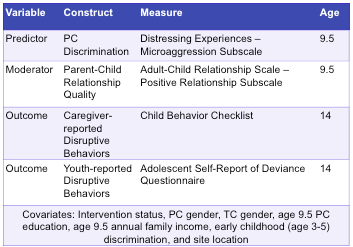 Variable Construct Measure Age
Predictor PC Distressing Experiences – 9.5
Discrimination Microaggression Subscale
Moderator Parent-Child Adult-Child Relationship Scale – 9.5
Relationship Positive Relationship Subscale
Quality
Outcome Caregiver- Child Behavior Checklist 14
reported
Disruptive
Behaviors
Outcome Youth-reported Adolescent Self-Report of Deviance 14
Disruptive Questionnaire
Behaviors
Covariates: Intervention status, PC gender, TC gender, age 9.5 PC
education, age 9.5 annual family income, early childhood (age 3-5)
discrimination, and site location